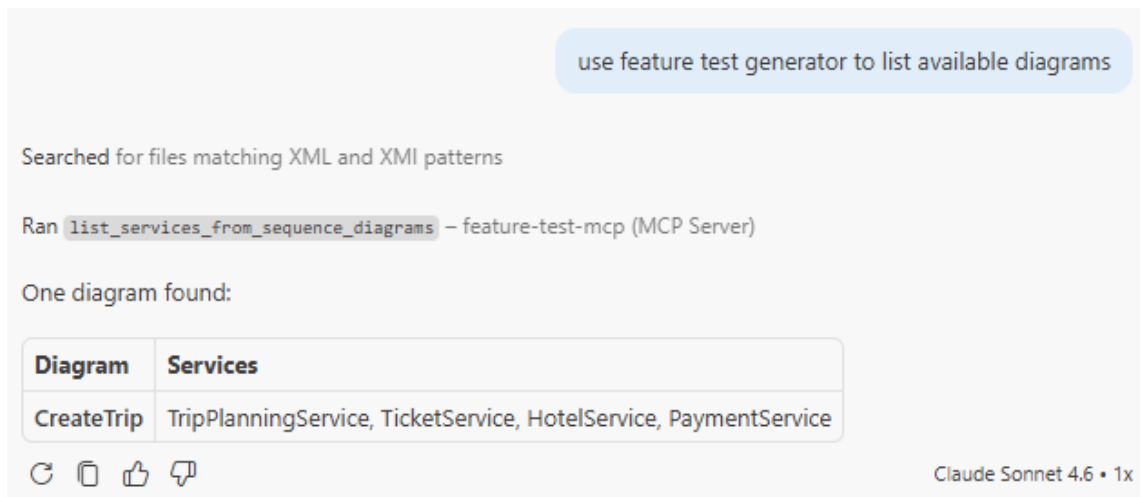 use feature test generator to list available diagrams
Searched for files matching XML and XMI patterns
Ran list_services_from_sequence_diagrams – feature-test-mcp (MCP Server)
One diagram found:
Diagram Services
CreateTrip TripPlanningService, TicketService, HotelService, PaymentService
Claude Sonnet 4.6 • 1x